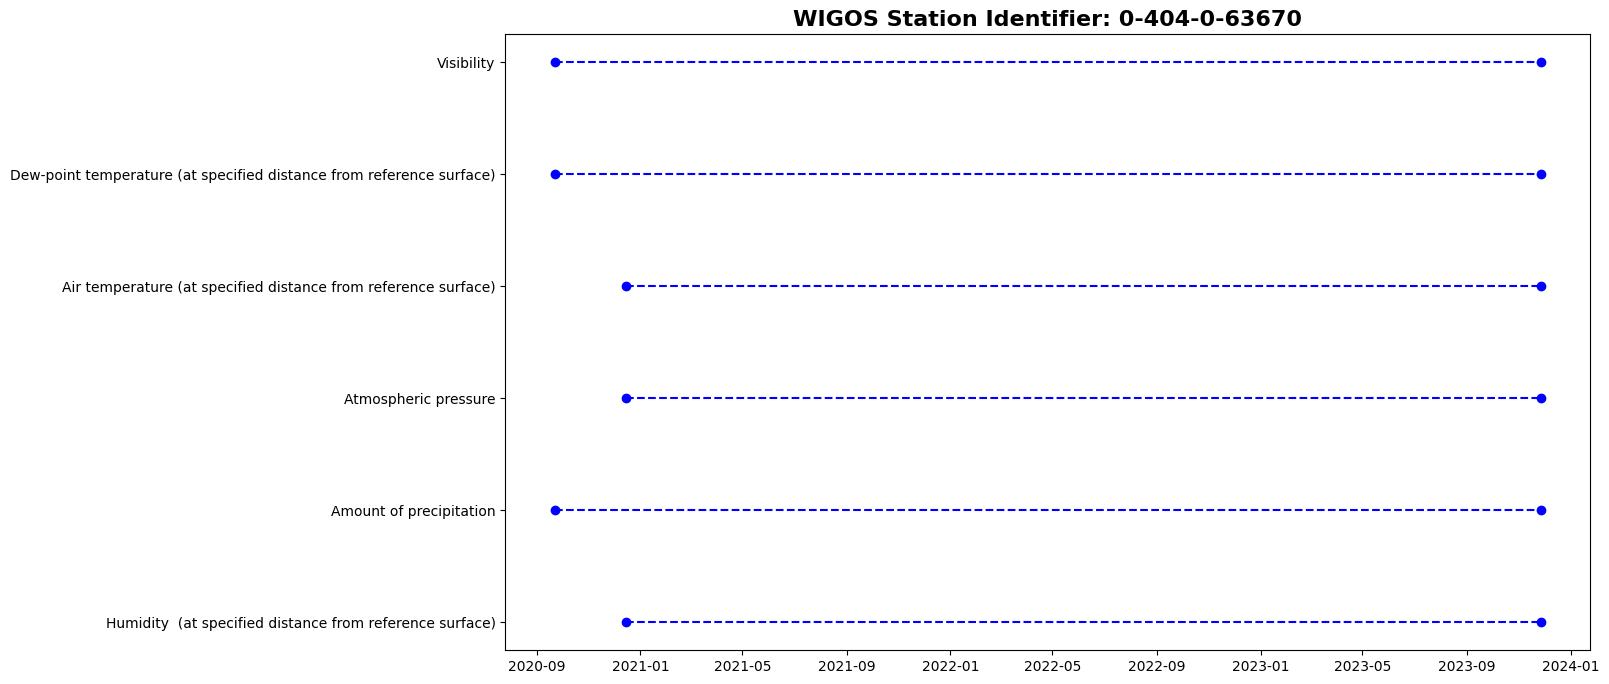 WIGOS Station Identifier: 0-404-0-63670
Visibility
Dew-point temperature (at specified distance from reference surface)
Air temperature (at specified distance from reference surface)
Atmospheric pressure
Amount of precipitation
Humidity  (at specified distance from reference surface)
2020-09 2021-01 2021-05 2021-09 2022-01 2022-05 2022-09 2023-01 2023-05 2023-09 2024-01